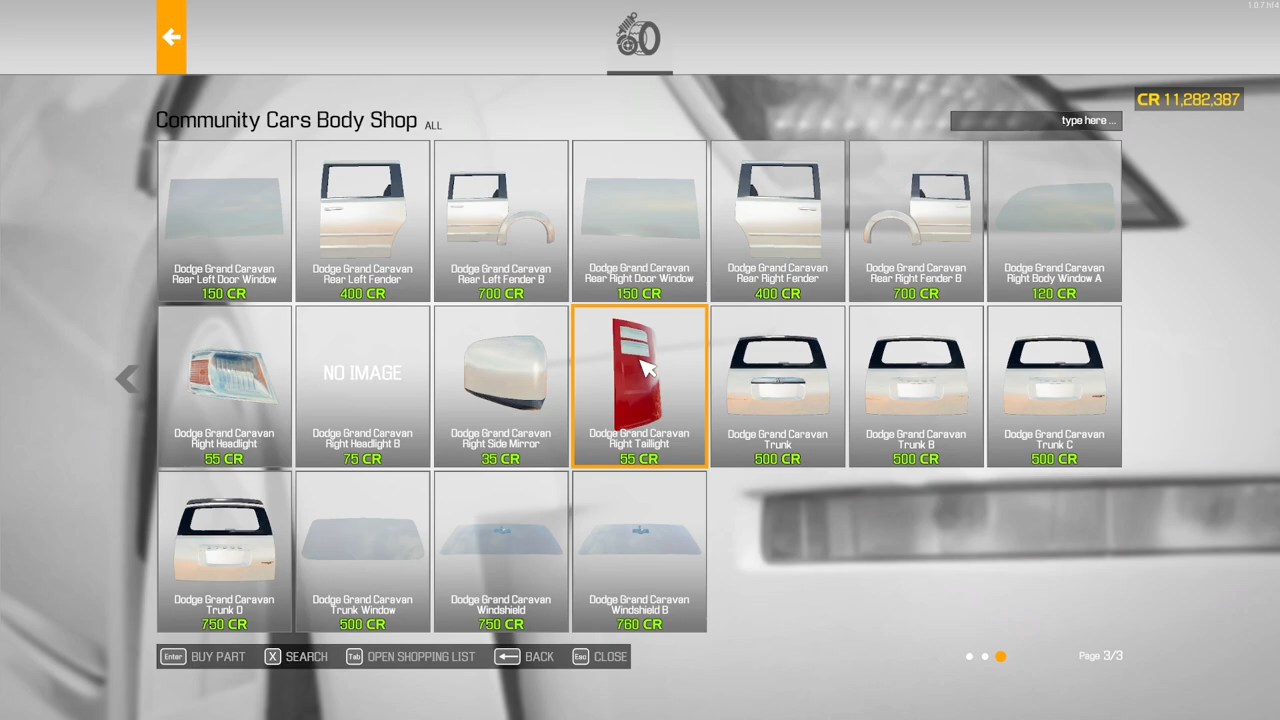 1.0.7.hf4
CR 11,282,387
Community Cars Body Shop ALL
type here ...
Dodge Grand Caravan
Rear Left Door Window
150 CR
Dodge Grand Caravan
Rear Left Fender
400 CR
Dodge Grand Caravan
Rear Left Fender B
700 CR
Dodge Grand Caravan
Rear Right Door Window
150 CR
Dodge Grand Caravan
Rear Right Fender
400 CR
Dodge Grand Caravan
Rear Right Fender B
700 CR
Dodge Grand Caravan
Right Body Window A
120 CR
Dodge Grand Caravan
Right Headlight
55 CR
NO IMAGE
Dodge Grand Caravan
Right Headlight B
75 CR
Dodge Grand Caravan
Right Side Mirror
35 CR
Dodge Grand Caravan
Right Taillight
55 CR
Dodge Grand Caravan
Trunk
500 CR
Dodge Grand Caravan
Trunk B
500 CR
Dodge Grand Caravan
Trunk C
500 CR
Dodge Grand Caravan
Trunk D
750 CR
Dodge Grand Caravan
Trunk Window
500 CR
Dodge Grand Caravan
Windshield
750 CR
Dodge Grand Caravan
Windshield B
760 CR
Enter BUY PART X SEARCH Tab OPEN SHOPPING LIST BACK Esc CLOSE
Page 3/3